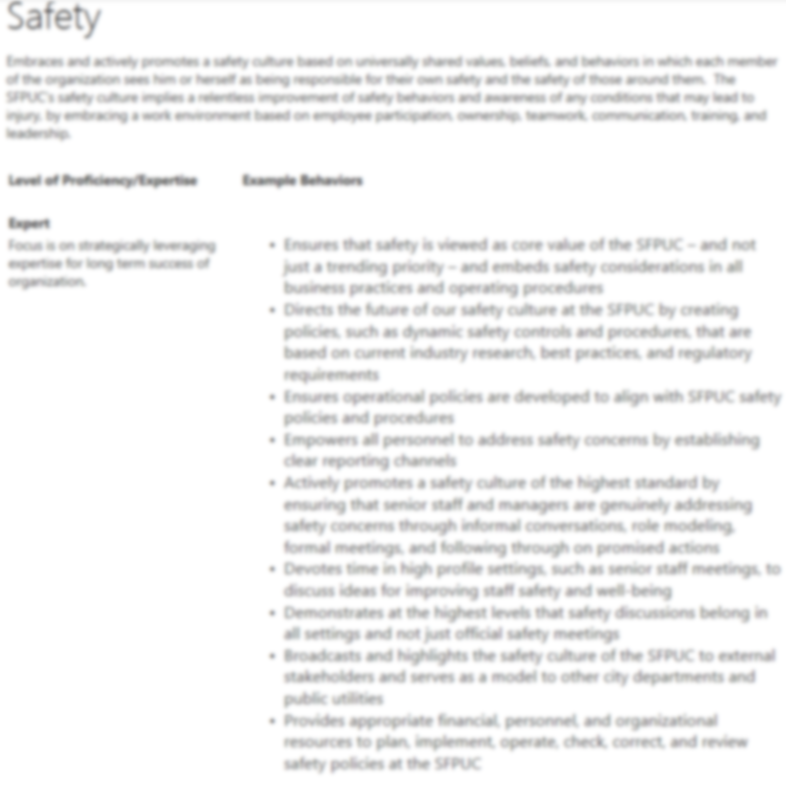 Safety
Embraces and actively promotes a safety culture based on universally shared values, beliefs, and behaviors in which each member
of the organization sees him or herself as being responsible for their own safety and the safety of those around them. The
SFPUC's safety culture implies a relentless improvement of safety behaviors and awareness of any conditions that may lead to
injury, by embracing a work environment based on employee participation, ownership, teamwork, communication, training, and
leadership.
Level of Proficiency/Expertise Example Behaviors
Expert
Focus is on strategically leveraging
expertise for long term success of
organization.
• Ensures that safety is viewed as core value of the SFPUC – and not
just a trending priority – and embeds safety considerations in all
business practices and operating procedures
• Directs the future of our safety culture at the SFPUC by creating
policies, such as dynamic safety controls and procedures, that are
based on current industry research, best practices, and regulatory
requirements
• Ensures operational policies are developed to align with SFPUC safety
policies and procedures
• Empowers all personnel to address safety concerns by establishing
clear reporting channels
• Actively promotes a safety culture of the highest standard by
ensuring that senior staff and managers are genuinely addressing
safety concerns through informal conversations, role modeling,
formal meetings, and following through on promised actions
• Devotes time in high profile settings, such as senior staff meetings, to
discuss ideas for improving staff safety and well-being
• Demonstrates at the highest levels that safety discussions belong in
all settings and not just official safety meetings
• Broadcasts and highlights the safety culture of the SFPUC to external
stakeholders and serves as a model to other city departments and
public utilities
• Provides appropriate financial, personnel, and organizational
resources to plan, implement, operate, check, correct, and review
safety policies at the SFPUC